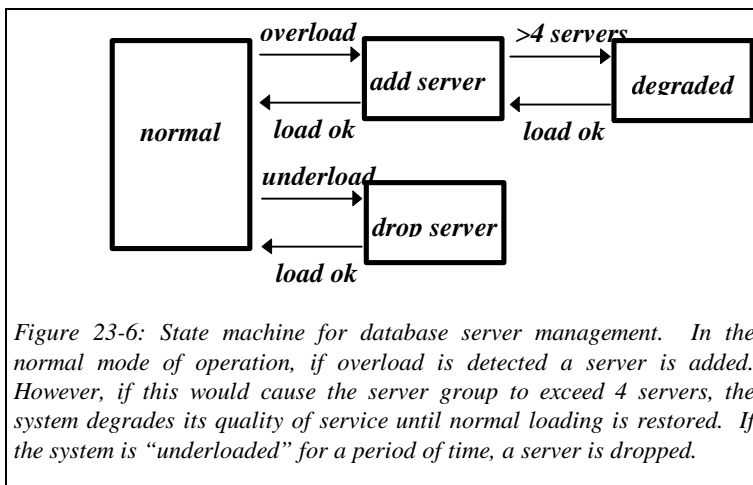 overload
>4 servers
add server
degraded
normal
load ok
load ok
underload
drop server
load ok
Figure 23-6: State machine for database server management. In the
normal mode of operation, if overload is detected a server is added.
However, if this would cause the server group to exceed 4 servers, the
system degrades its quality of service until normal loading is restored. If
the system is “underloaded” for a period of time, a server is dropped.